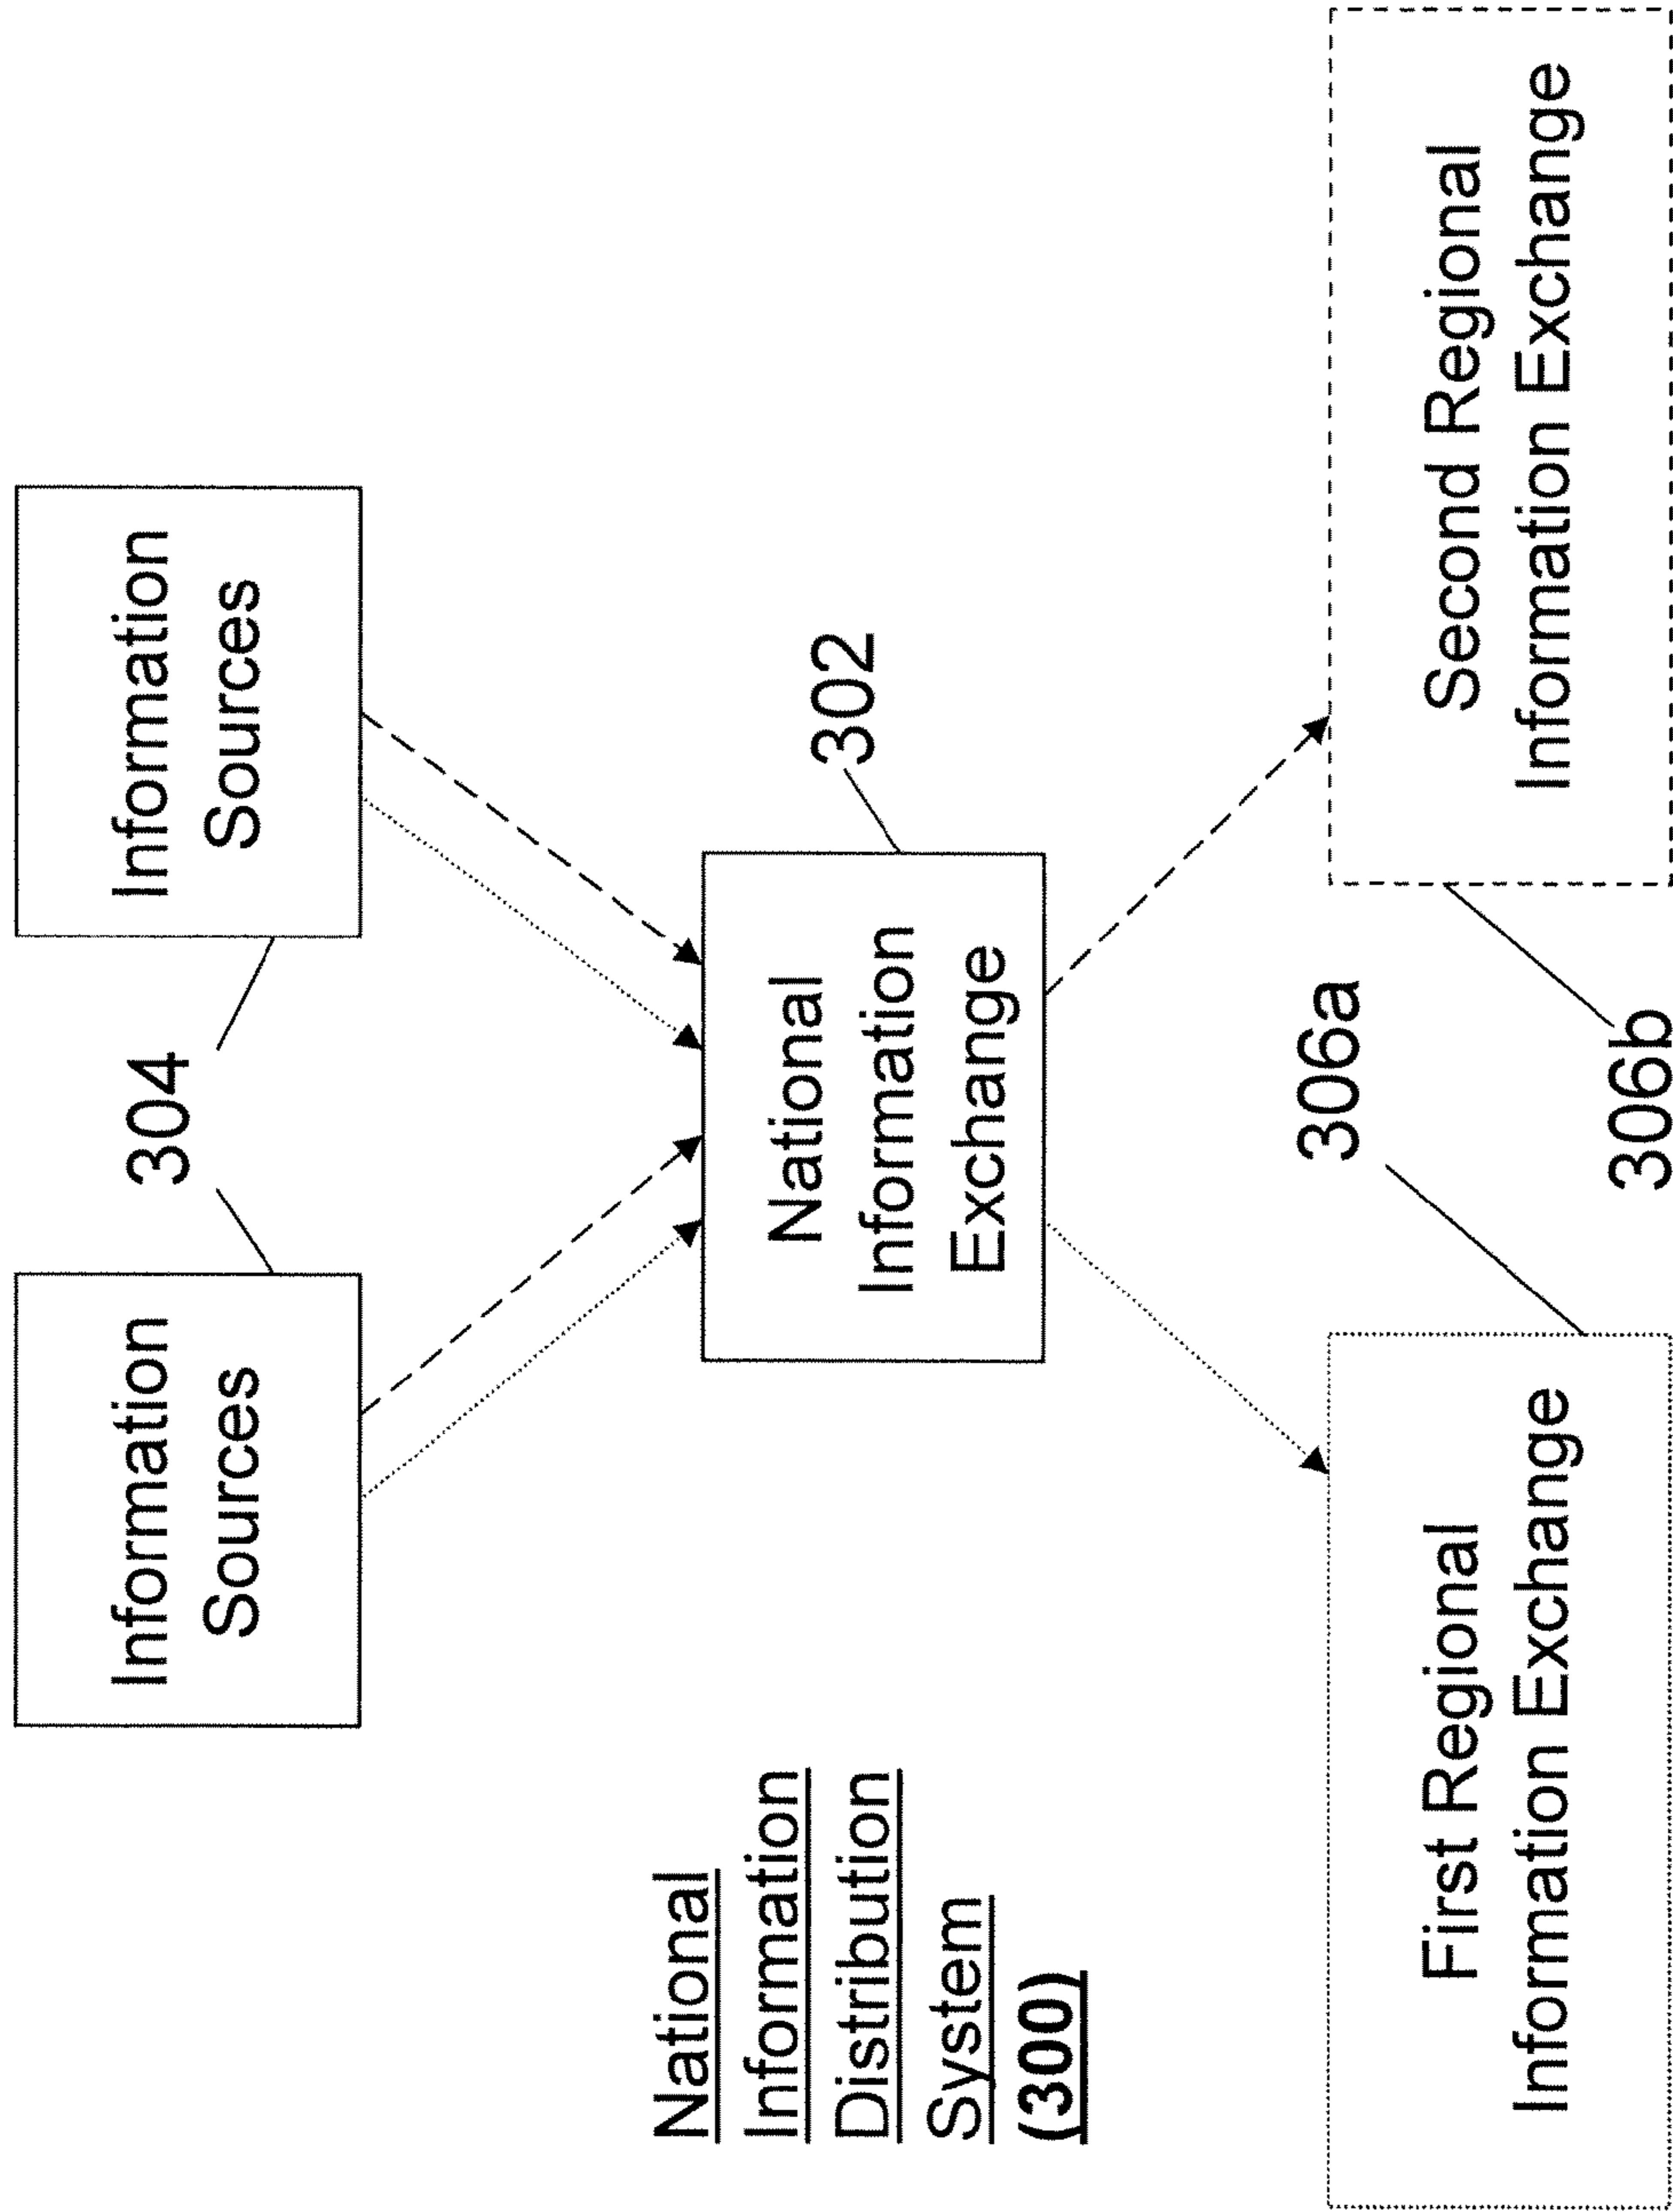 Information
Sources
304
Information
Sources
National
Information
Distribution
System
(300)
National
Information
Exchange
302
First Regional
Information Exchange
306a
306b
Second Regional
Information Exchange